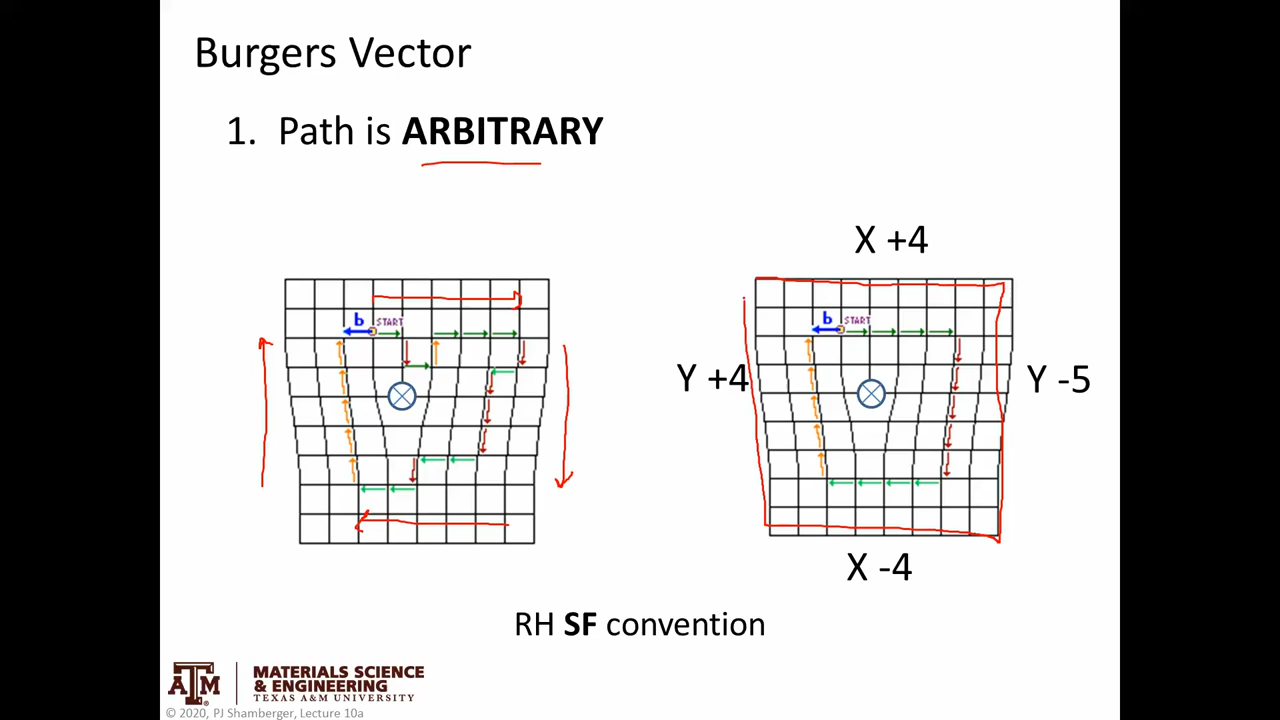 Burgers Vector
1. Path is ARBITRARY
X +4
b START
b START
Y +4
Y -5
X -4
RH SF convention
ATM
MATERIALS SCIENCE
& ENGINEERING
TEXAS A&M UNIVERSITY
© 2020, PJ Shamberger, Lecture 10a